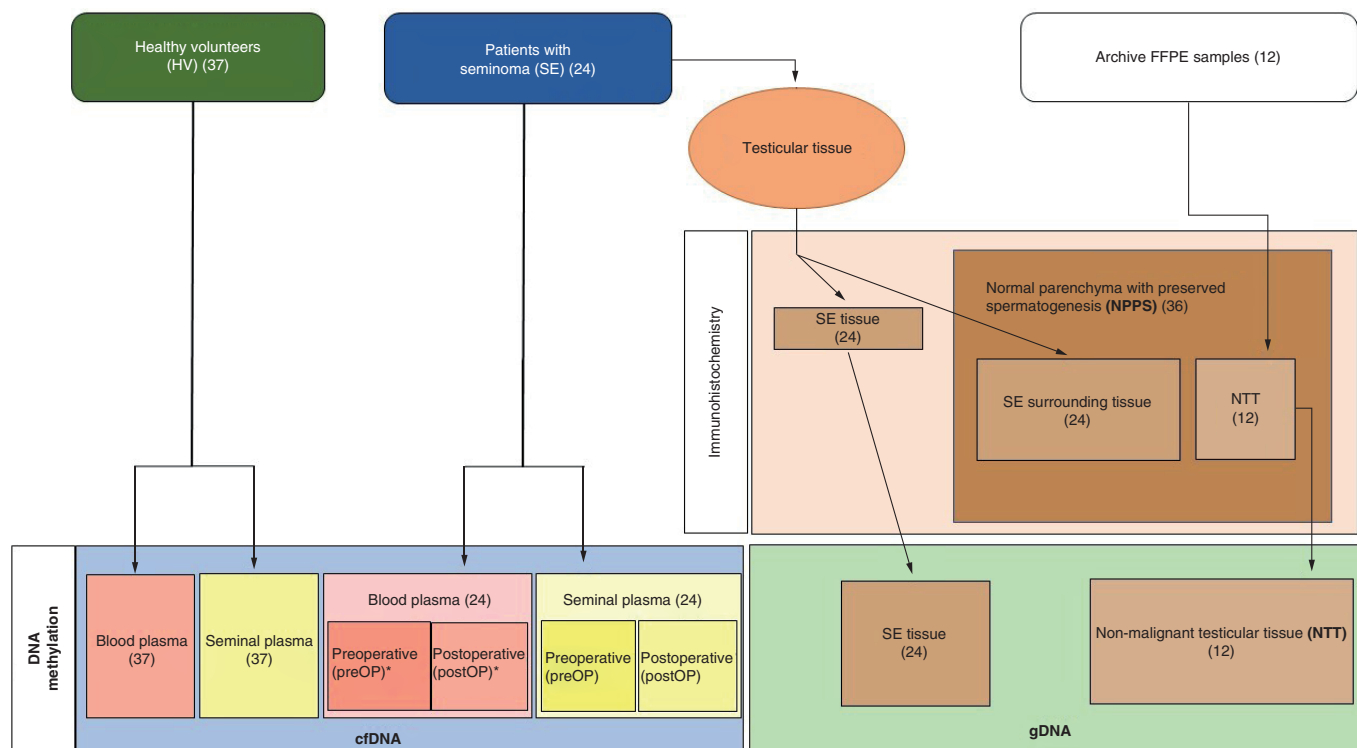 Healthy volunteers
(HV) (37)
Patients with
seminoma (SE) (24)
Archive FFPE samples (12)
Testicular tissue
Immunohistochemistry
Normal parenchyma with preserved
spermatogenesis (NPPS) (36)
SE tissue
(24)
SE surrounding tissue
(24)
NTT
(12)
DNA
methylation
Blood plasma
(37)
Seminal plasma
(37)
Blood plasma (24)
Preoperative
(preOP)*
Postoperative
(postOP)*
Seminal plasma (24)
Preoperative
(preOP)
Postoperative
(postOP)
cfDNA
SE tissue
(24)
Non-malignant testicular tissue (NTT)
(12)
gDNA